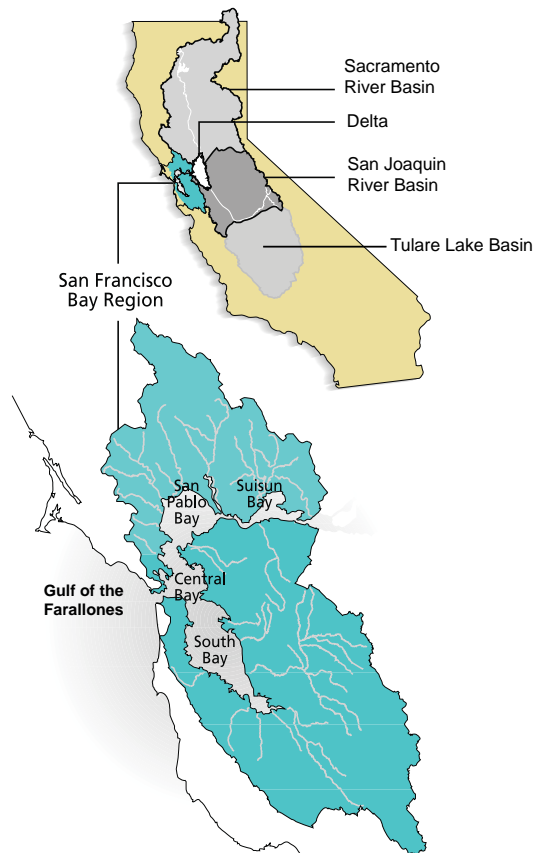 Sacramento
River Basin
Delta
San Joaquin
River Basin
Tulare Lake Basin
San Francisco
Bay Region
San
Pablo
Bay
Suisun
Bay
Gulf of the
Farallones
Central
Bay
South
Bay